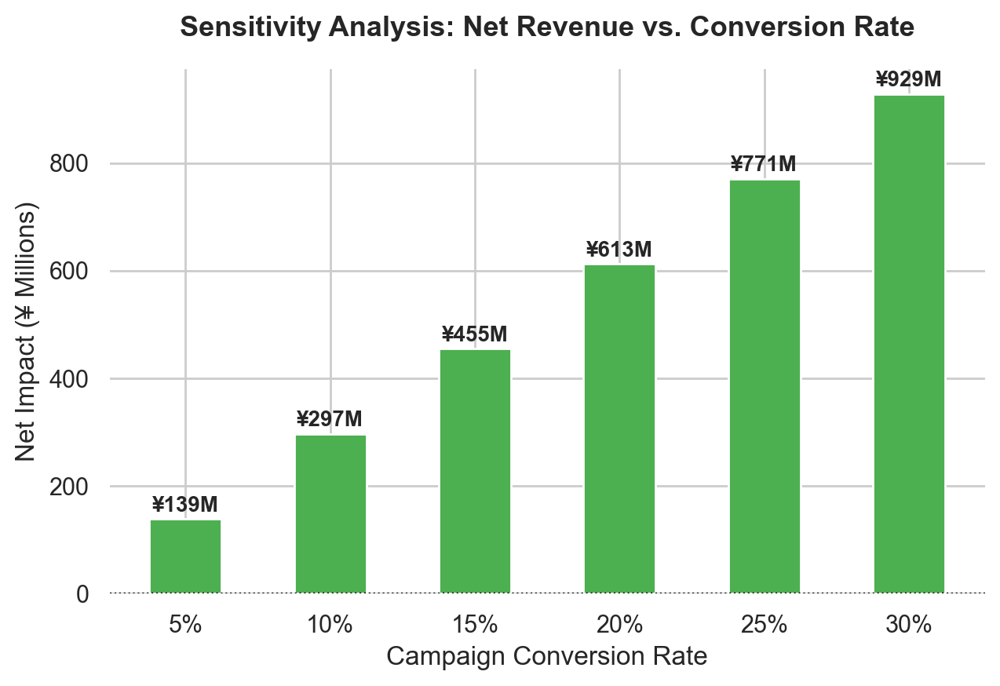 Sensitivity Analysis: Net Revenue vs. Conversion Rate
Net Impact (¥ Millions)
800
600
400
200
0
¥139M
¥297M
¥455M
¥613M
¥771M
¥929M
5%
10%
15%
20%
25%
30%
Campaign Conversion Rate